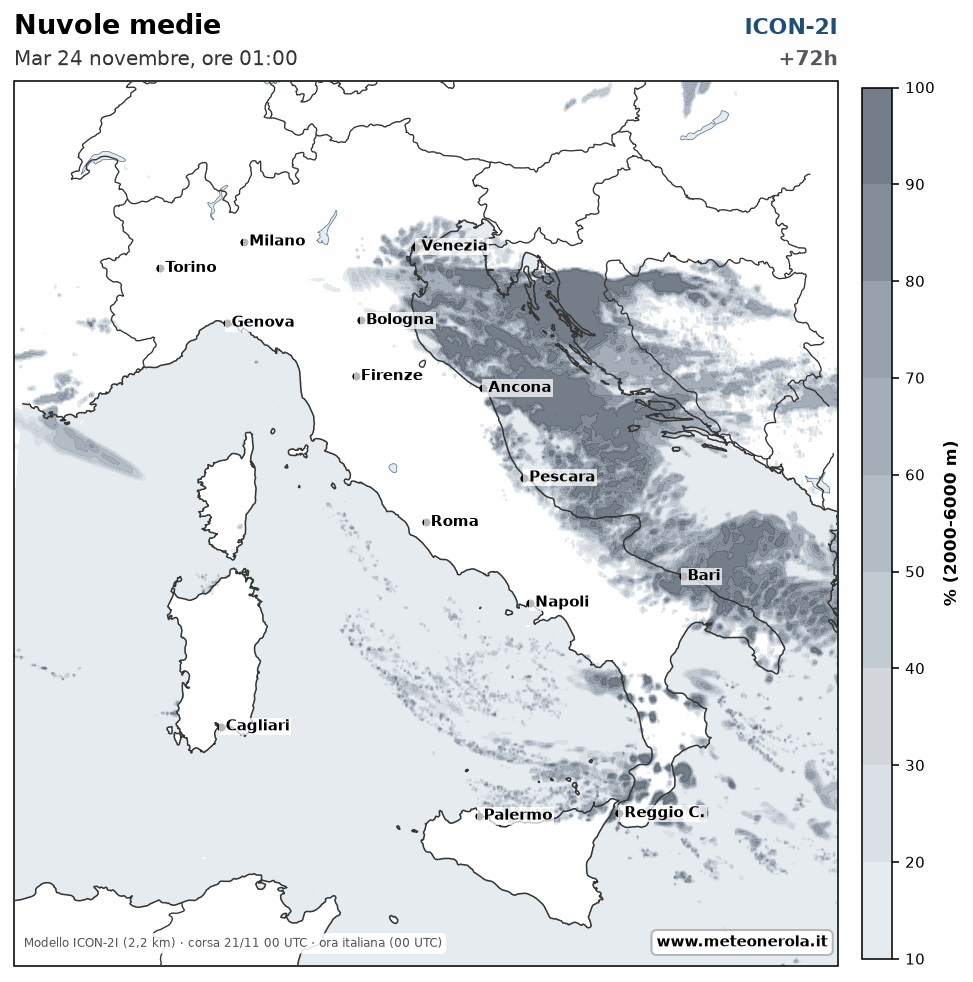 Nuvole medie
ICON-2I
Mar 24 novembre, ore 01:00
+72h
100
90
80
70
60
50
40
30
20
10
% (2000-6000 m)
Venezia
Milano
Torino
Bologna
Genova
Firenze
Ancona
Pescara
Roma
Bari
Napoli
Cagliari
Palermo
Reggio C.
Modello ICON-2I (2,2 km) · corsa 21/11 00 UTC · ora italiana (00 UTC)
www.meteonerola.it